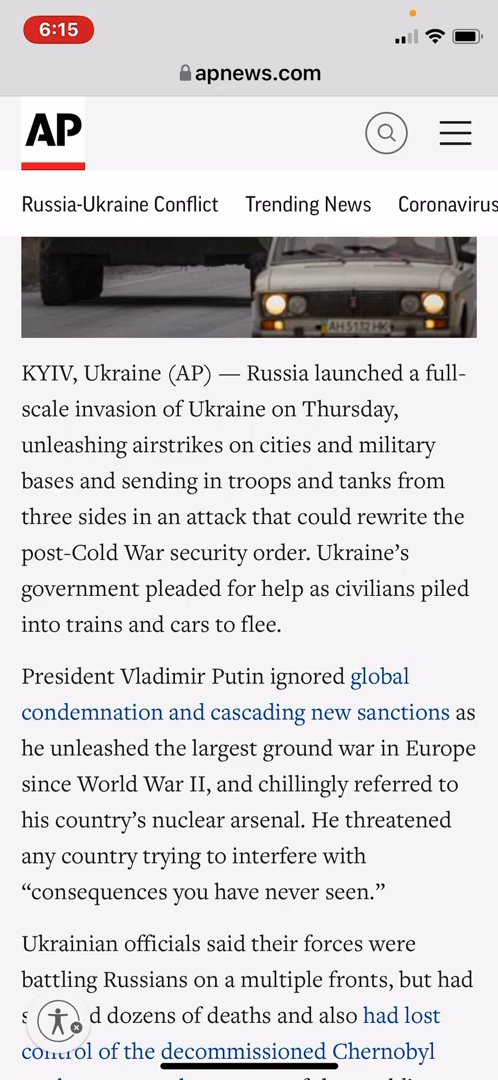 6:15
apnews.com
AP
Russia-Ukraine Conflict Trending News Coronavirus
AH5132HK
KYIV, Ukraine (AP) — Russia launched a full-
scale invasion of Ukraine on Thursday,
unleashing airstrikes on cities and military
bases and sending in troops and tanks from
three sides in an attack that could rewrite the
post-Cold War security order. Ukraine’s
government pleaded for help as civilians piled
into trains and cars to flee.
President Vladimir Putin ignored global
condemnation and cascading new sanctions as
he unleashed the largest ground war in Europe
since World War II, and chillingly referred to
his country’s nuclear arsenal. He threatened
any country trying to interfere with
“consequences you have never seen.”
Ukrainian officials said their forces were
battling Russians on a multiple fronts, but had
dozens of deaths and also had lost
control of the decommissioned Chernobyl